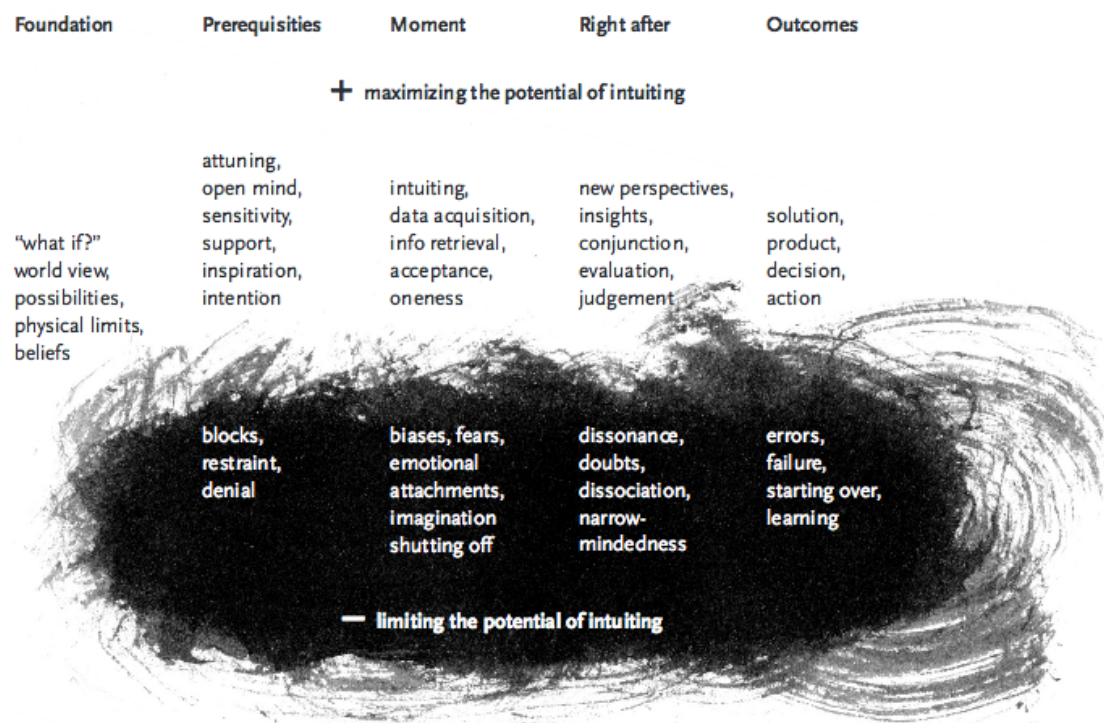 Foundation
Prerequisities
Moment
Right after
Outcomes
+ maximizing the potential of intuiting
"what if?"
world view,
possibilities,
physical limits,
beliefs
attuning,
open mind,
sensitivity,
support,
inspiration,
intention
intuiting,
data acquisition,
info retrieval,
acceptance,
oneness
new perspectives,
insights,
conjunction,
evaluation,
judgement
solution,
product,
decision,
action
blocks,
restraint,
denial
biases, fears,
emotional
attachments,
imagination
shutting off
dissonance,
doubts,
dissociation,
narrow-
mindedness
errors,
failure,
starting over,
learning
− limiting the potential of intuiting